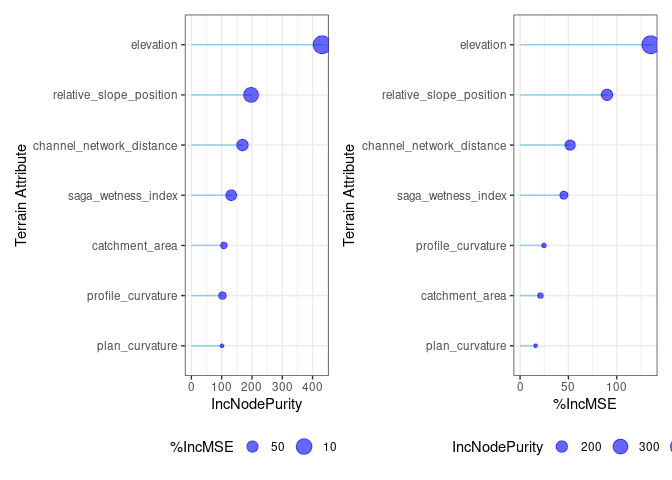 elevation
relative_slope_position
channel_network_distance
saga_wetness_index
catchment_area
profile_curvature
plan_curvature
Terrain Attribute
0 100 200 300 400
IncNodePurity
%IncMSE 50 10
elevation
relative_slope_position
channel_network_distance
saga_wetness_index
profile_curvature
catchment_area
plan_curvature
Terrain Attribute
0 50 100
%IncMSE
IncNodePurity 200 300